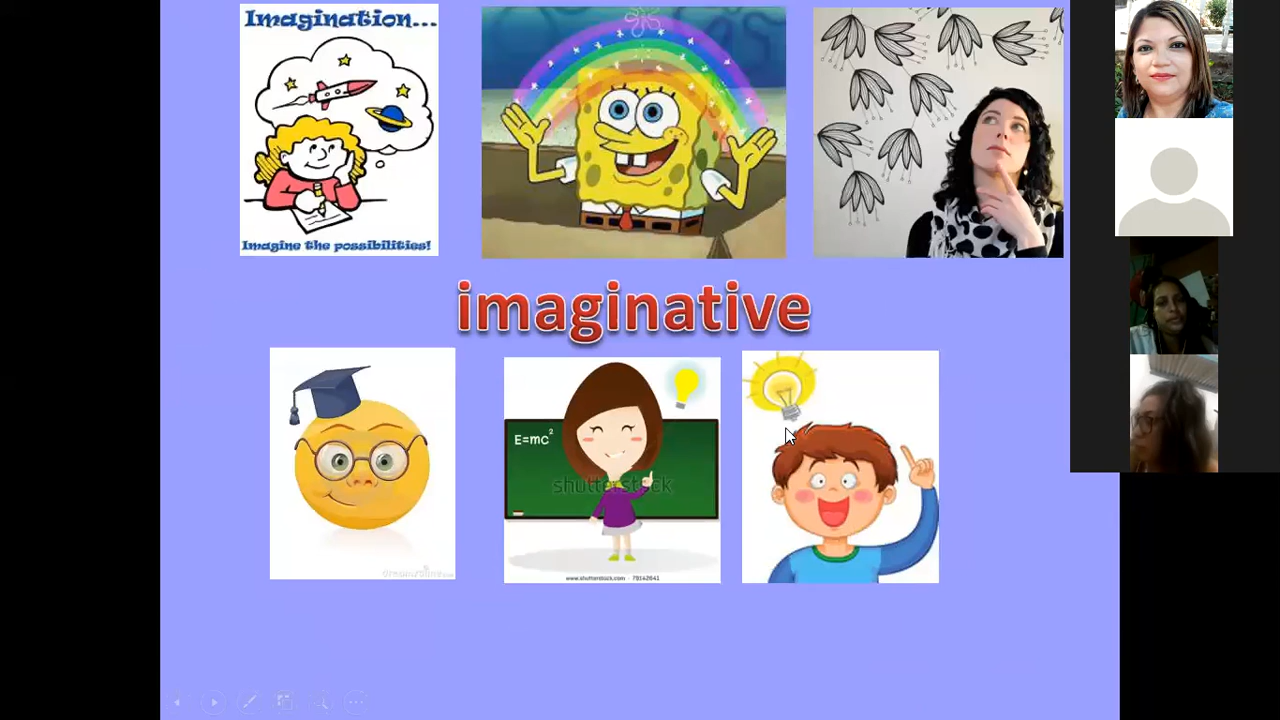 Imagination...
Imagine the possibilities!
imaginative
E=mc²
shutterstock
www.shutterstock.com · 78142641
dreamstime